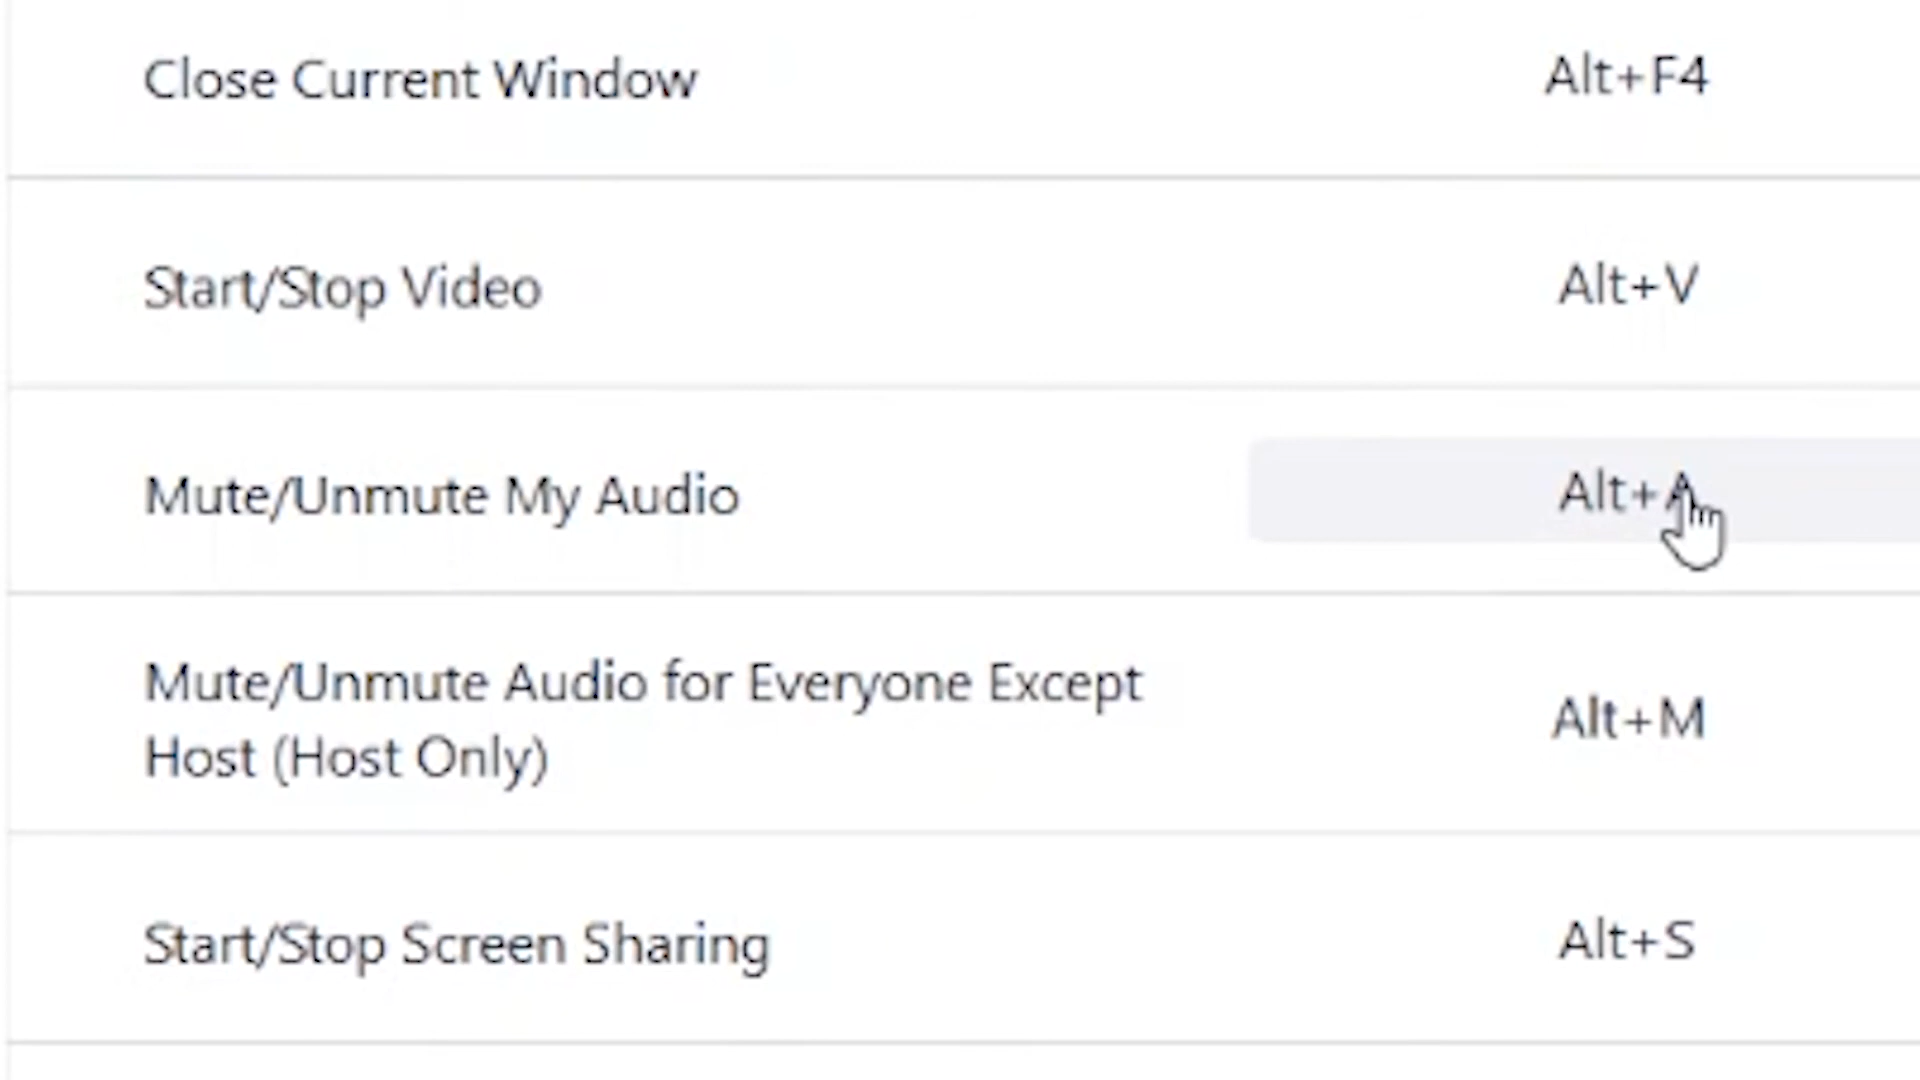 Close Current Window Alt+F4
Start/Stop Video Alt+V
Mute/Unmute My Audio Alt+A
Mute/Unmute Audio for Everyone Except
Host (Host Only) Alt+M
Start/Stop Screen Sharing Alt+S